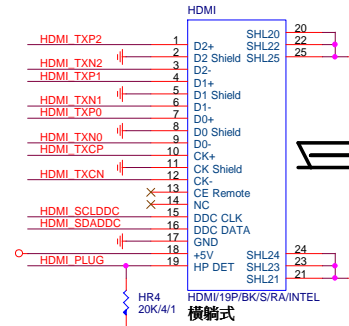 HDMI
HDMI_TXP2 1 D2+ SHL20 20
2 D2 Shield SHL22 22
HDMI_TXN2 3 D2- SHL25 25
HDMI_TXP1 4 D1+
5 D1 Shield
HDMI_TXN1 6 D1-
HDMI_TXP0 7 D0+
8 D0 Shield
HDMI_TXN0 9 D0-
HDMI_TXCP 10 CK+
11 CK Shield
HDMI_TXCN 12 CK-
13 CE Remote
14 NC
HDMI_SCLDDC 15 DDC CLK
HDMI_SDADDC 16 DDC DATA
17 GND
18 +5V SHL24 24
HDMI_PLUG 19 HP DET SHL23 23
SHL21 21
HR4 HDMI/19P/BK/S/RA/INTEL
20K/4/1 橫躺式